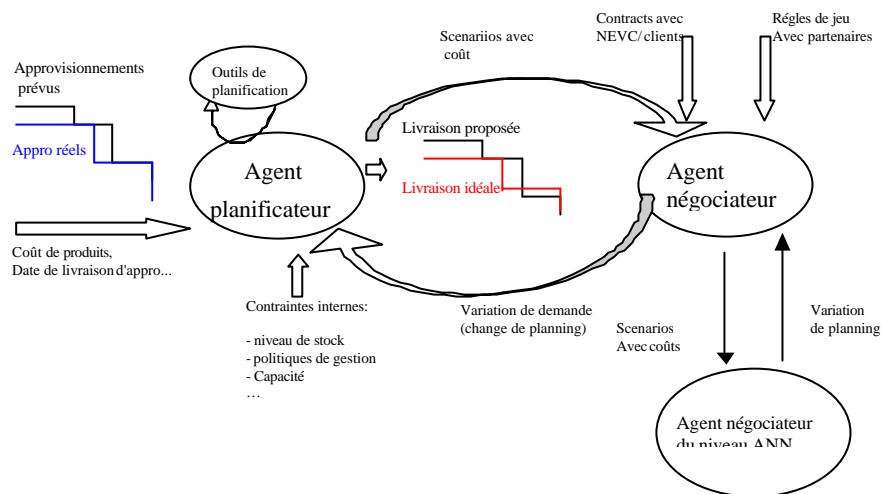 Approvisionnements
prévus
Appro réels
Coût de produits,
Date de livraison d'appro...
Outils de
planification
Agent
planificateur
Contraintes internes:
- niveau de stock
- politiques de gestion
- Capacité
…
Scenariios avec
coût
Livraison proposée
Livraison idéale
Variation de demande
(change de planning)
Contracts avec
NEVC/ clients
Régles de jeu
Avec partenaires
Agent
négociateur
Scenarios
Avec coûts
Variation
de planning
Agent négociateur
du niveau ANN